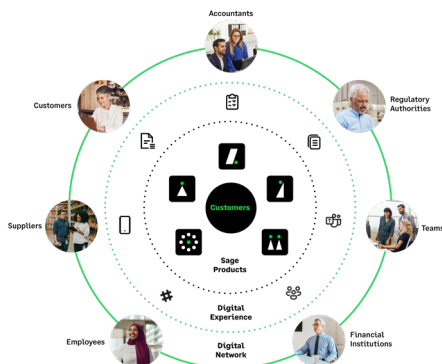 Accountants
Customers
Regulatory
Authorities
Customers
Suppliers
Teams
Sage
Products
Digital
Experience
Employees
Digital
Network
Financial
Institutions